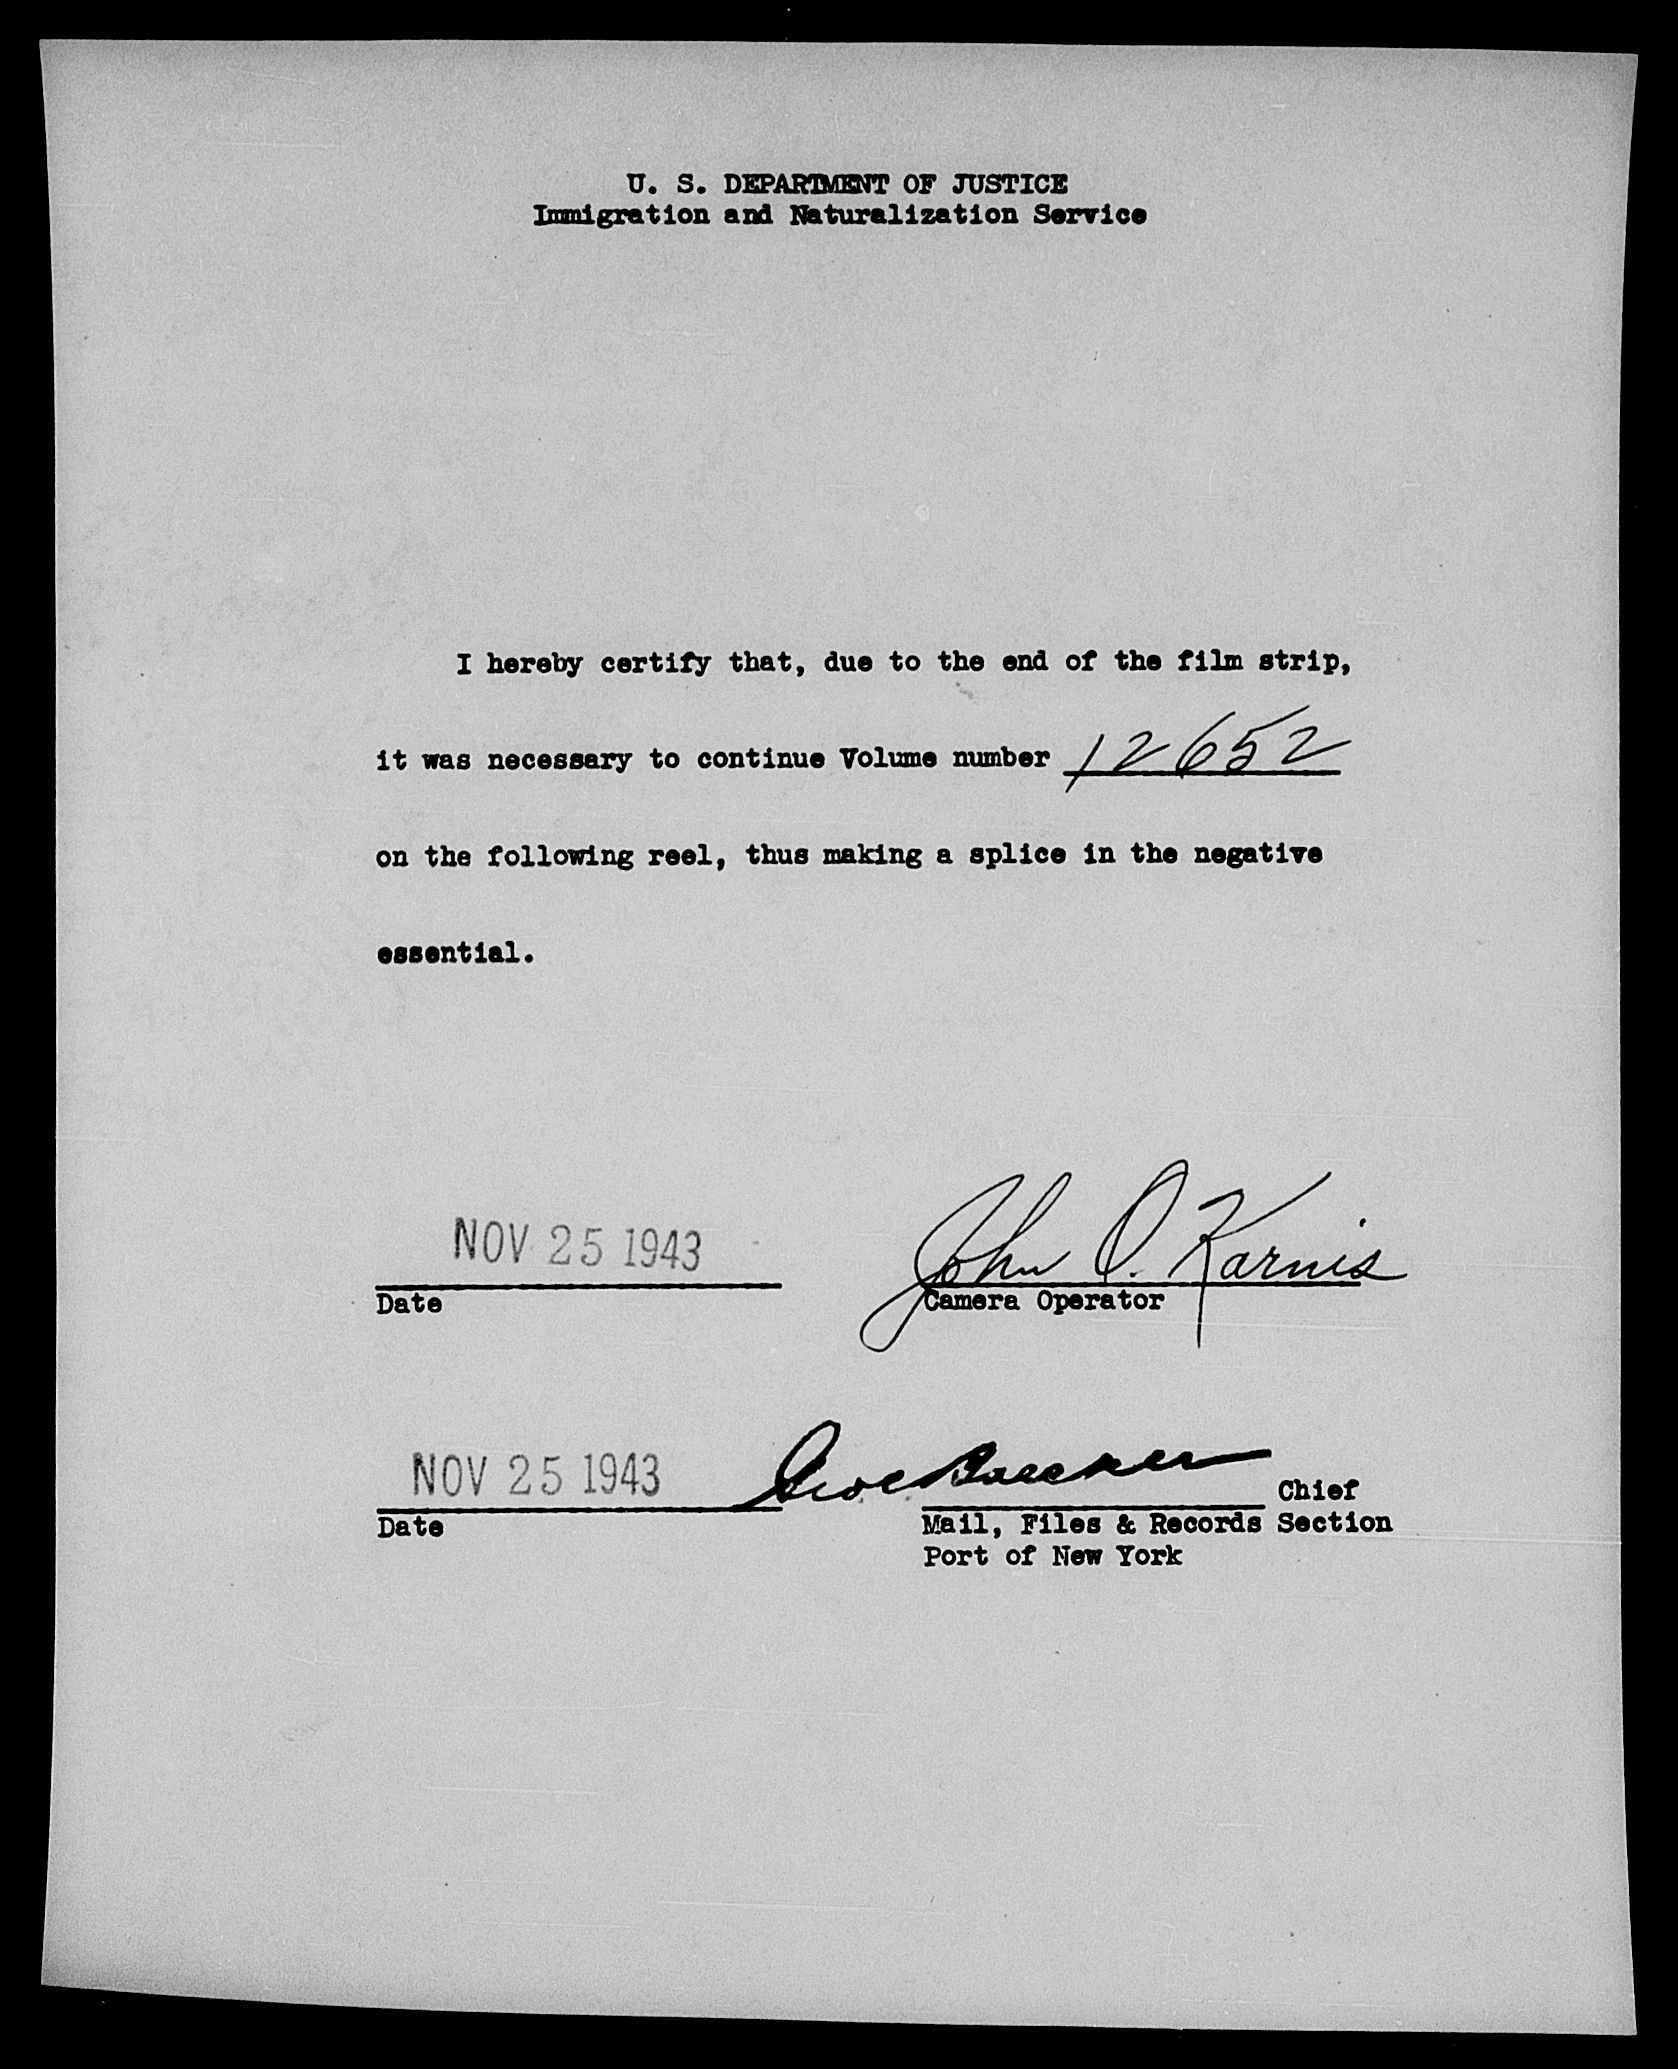 U. S. DEPARTMENT OF JUSTICE
Immigration and Naturalization Service
I hereby certify that, due to the end of the film strip,
it was necessary to continue Volume number 12652
on the following reel, thus making a splice in the negative
essential.
NOV 25 1943 John O. Karnis
Date Camera Operator
NOV 25 1943 Chief
Date Mail, Files & Records Section
Port of New York